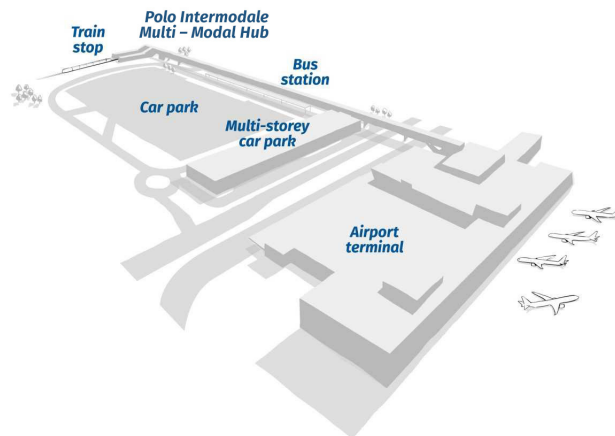 Polo Intermodale
Multi – Modal Hub
Train
stop
Bus
station
Car park
Multi-storey
car park
Airport
terminal